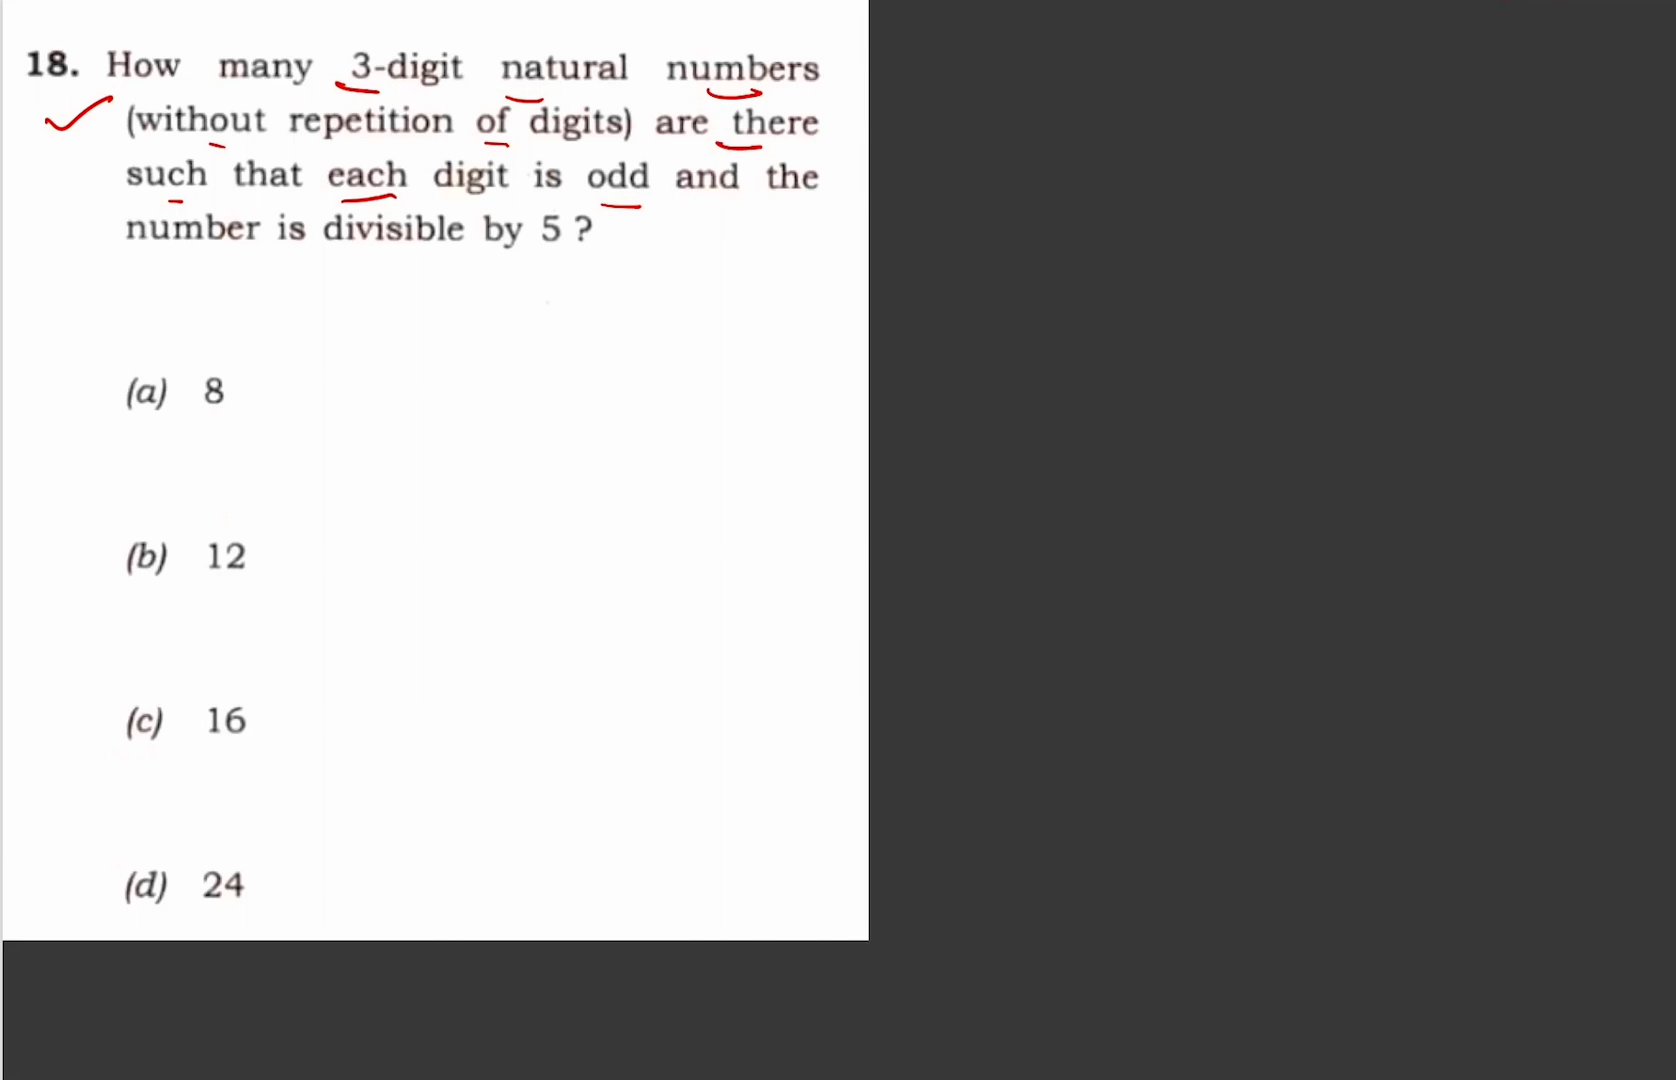 18. How many 3-digit natural numbers
(without repetition of digits) are there
such that each digit is odd and the
number is divisible by 5 ?
(a) 8
(b) 12
(c) 16
(d) 24